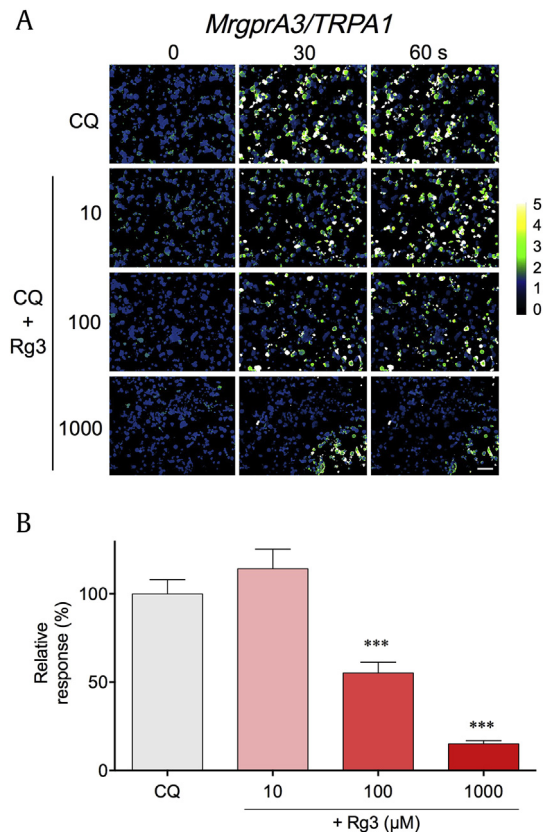 A
MrgprA3/TRPA1
0 30 60 s
CQ
10
100
1000
CQ
+
Rg3
5
4
3
2
1
0
B
Relative
response (%)
100
50
0
***
***
CQ 10 100 1000
+ Rg3 (µM)